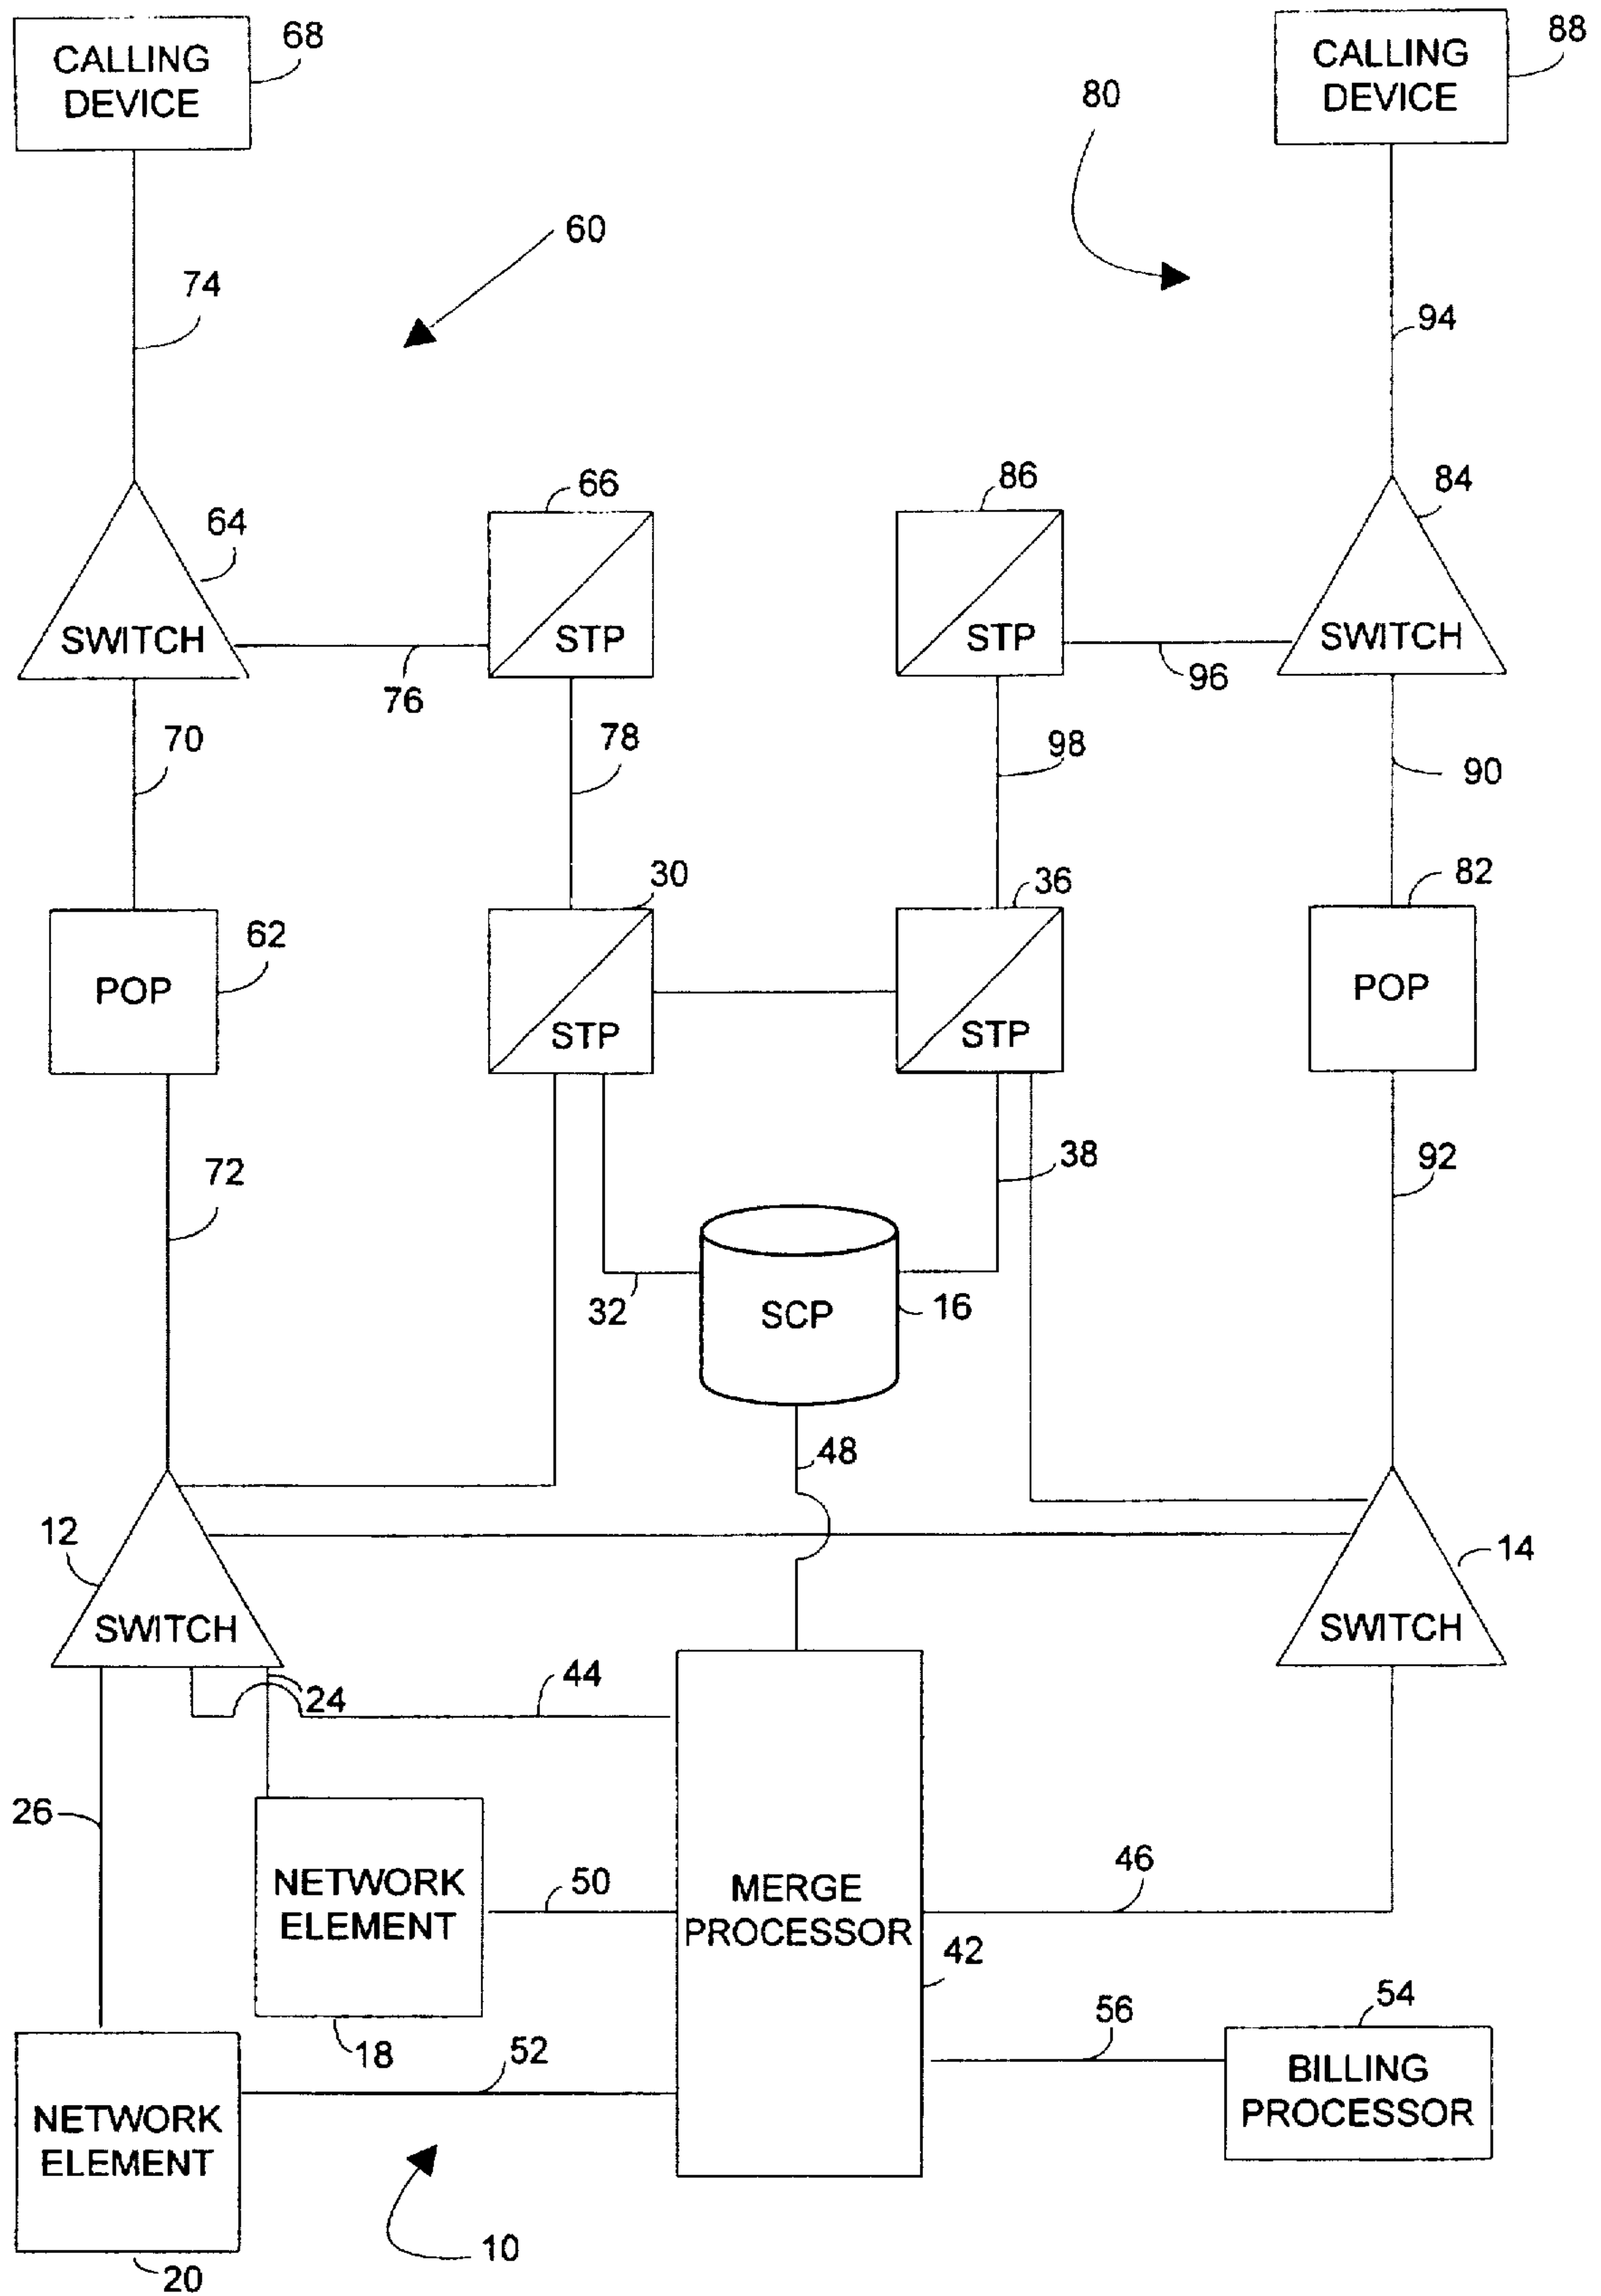 68
CALLING
DEVICE
88
CALLING
DEVICE
80
60
74
94
66
86
84
64
SWITCH
STP
STP
SWITCH
76
96
70
78
98
90
30
36
82
62
POP
STP
STP
POP
72
38
92
32
SCP
16
48
12
SWITCH
14
SWITCH
24
44
26
NETWORK
ELEMENT
50
MERGE
PROCESSOR
46
42
18
52
56
54
BILLING
PROCESSOR
NETWORK
ELEMENT
10
20